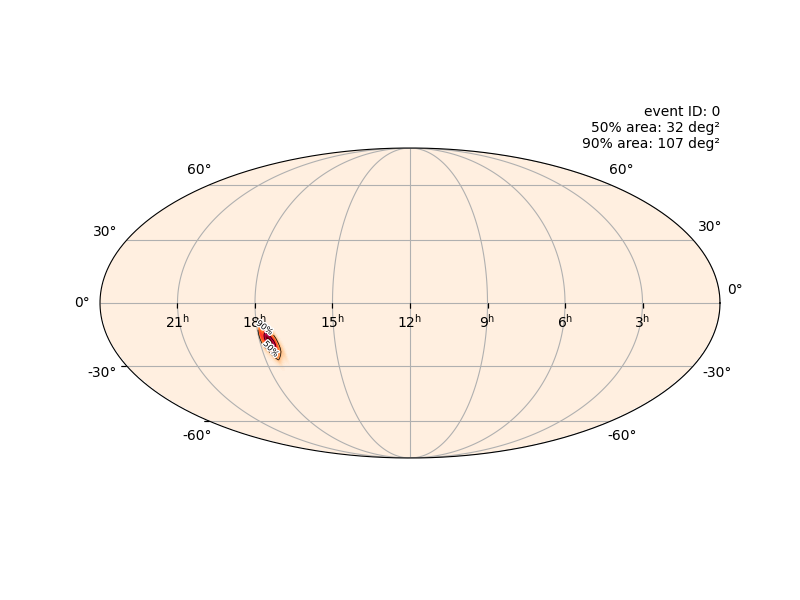 event ID: 0
50% area: 32 deg²
90% area: 107 deg²
60° 60°
30° 30°
0° 0°
21h 18h 15h 12h 9h 6h 3h
90%
50%
-30° -30°
-60° -60°